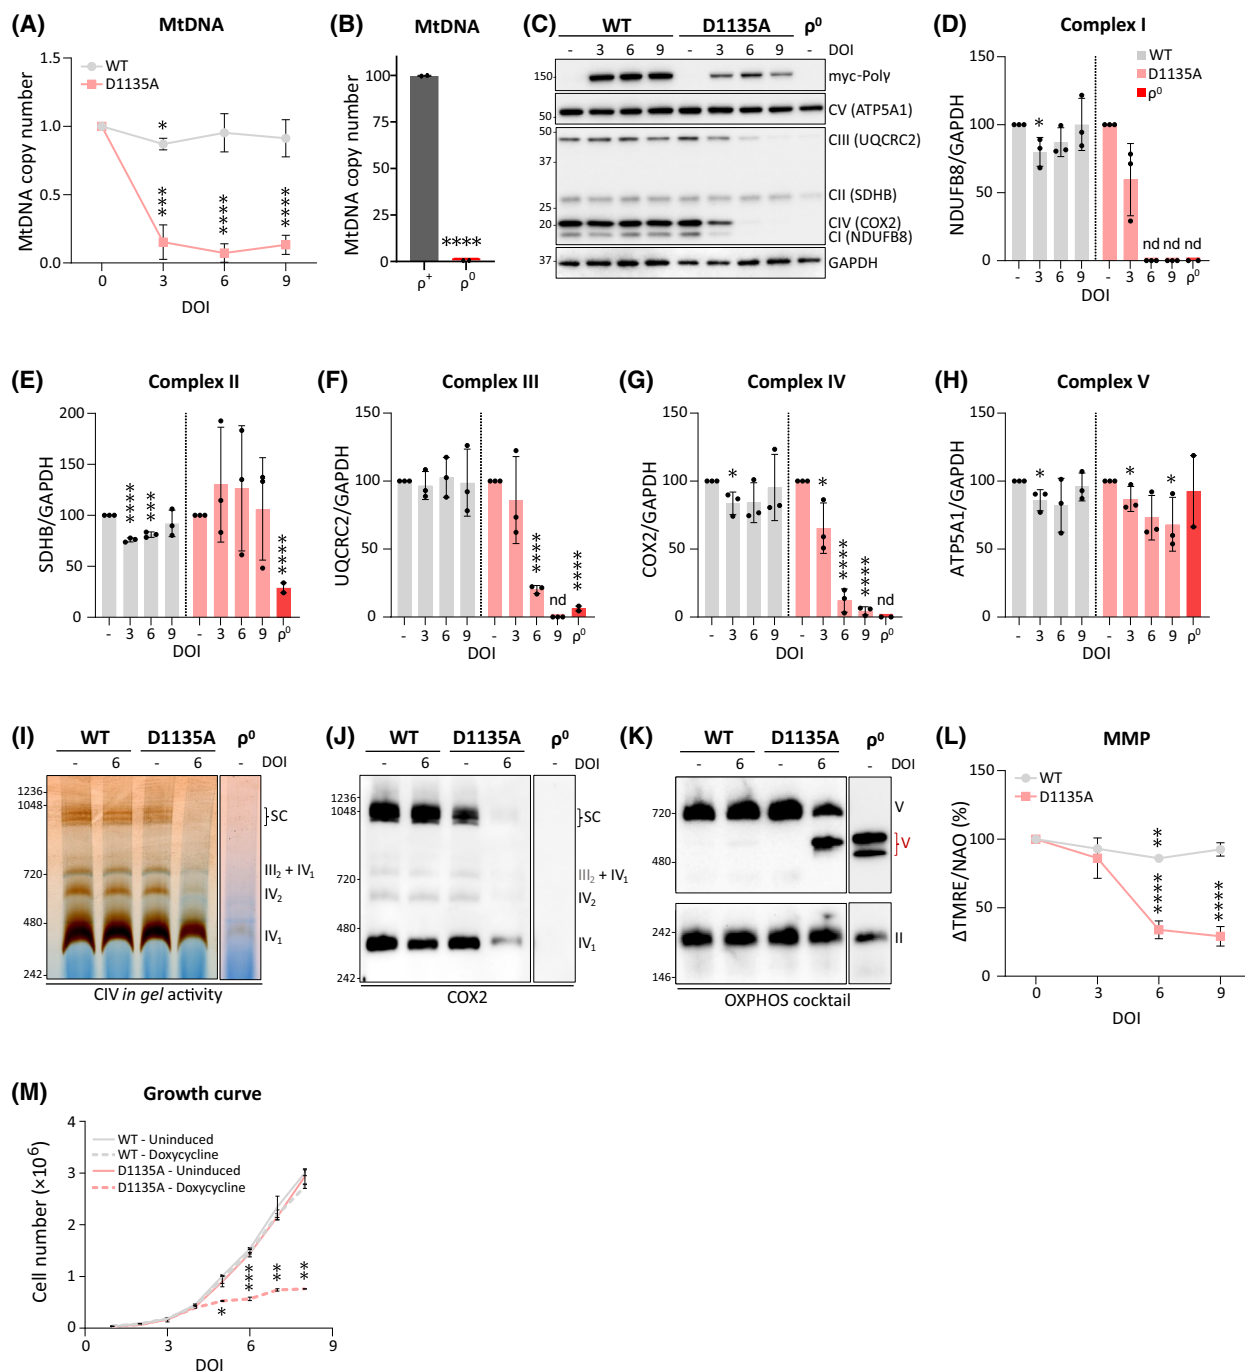 (A) MtDNA
MtDNA copy number
1.5
1.0
0.5
0.0
WT
D1135A
*
***
****
****
0 3 6 9
DOI
(B) MtDNA
MtDNA copy number
100
75
50
25
0
****
ρ⁺ ρ⁰
(C) WT D1135A ρ⁰
- 3 6 9 - 3 6 9 - DOI
150 myc-Polγ
50 CV (ATP5A1)
50 CIII (UQCRC2)
37
25 CII (SDHB)
20 CIV (COX2)
15 CI (NDUFB8)
37 GAPDH
(D) Complex I
NDUFB8/GAPDH
150
100
50
0
WT
D1135A
ρ⁰
*
nd nd nd
- 3 6 9 - 3 6 9 ρ⁰
DOI
(E) Complex II
SDHB/GAPDH
200
150
100
50
0
**** *** ****
- 3 6 9 - 3 6 9 ρ⁰
DOI
(F) Complex III
UQCRC2/GAPDH
150
100
50
0
**** nd ****
- 3 6 9 - 3 6 9 ρ⁰
DOI
(G) Complex IV
COX2/GAPDH
150
100
50
0
* * **** **** nd
- 3 6 9 - 3 6 9 ρ⁰
DOI
(H) Complex V
ATP5A1/GAPDH
150
100
50
0
* * *
- 3 6 9 - 3 6 9 ρ⁰
DOI
(I) WT D1135A ρ⁰
- 6 - 6 DOI -
1236
1048 SC
720 III₂ + IV₁
IV₂
480 IV₁
242
CIV in gel activity
(J) WT D1135A ρ⁰
- 6 - 6 DOI -
1236
1048 SC
720 III₂ + IV₁
IV₂
480 IV₁
242
COX2
(K) WT D1135A ρ⁰
DOI
- 6 - 6 -
720 V
V
480
242 II
146
OXPHOS cocktail
(L) MMP
ΔTMRE/NAO (%)
150
100
50
0
WT
D1135A
**
****
****
0 3 6 9
DOI
(M) Growth curve
Cell number (×10⁶)
4
3
2
1
0
WT - Uninduced
WT - Doxycycline
D1135A - Uninduced
D1135A - Doxycycline
* *** ** **
0 3 6 9
DOI